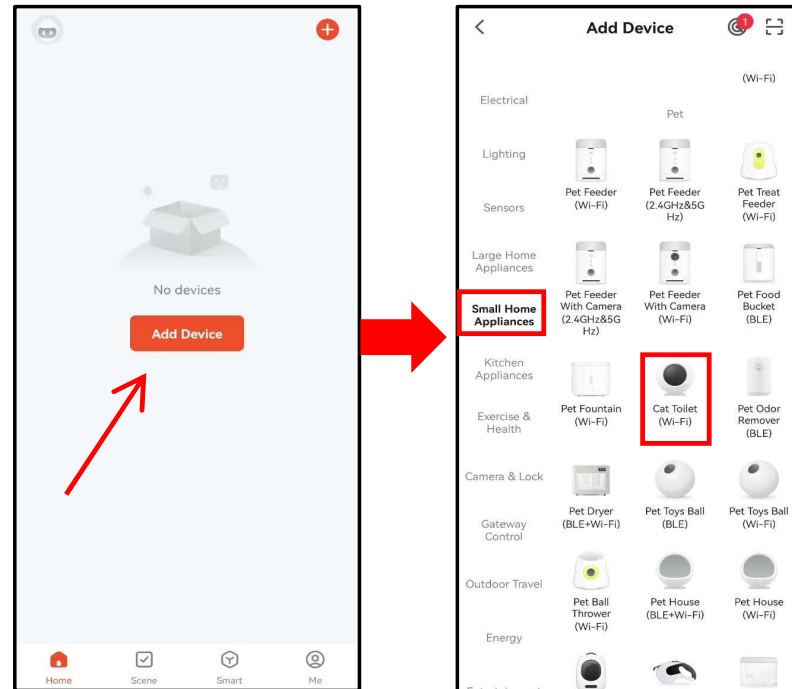 No devices
Add Device
Home
Scene
Smart
Me
Add Device
1
Electrical
Lighting
Sensors
Large Home
Appliances
Small Home
Appliances
Kitchen
Appliances
Exercise &
Health
Camera & Lock
Gateway
Control
Outdoor Travel
Energy
(Wi-Fi)
Pet
Pet Feeder
(Wi-Fi)
Pet Feeder
(2.4GHz&5G
Hz)
Pet Treat
Feeder
(Wi-Fi)
Pet Feeder
With Camera
(2.4GHz&5G
Hz)
Pet Feeder
With Camera
(Wi-Fi)
Pet Food
Bucket
(BLE)
Pet Fountain
(Wi-Fi)
Cat Toilet
(Wi-Fi)
Pet Odor
Remover
(BLE)
Pet Dryer
(BLE+Wi-Fi)
Pet Toys Ball
(BLE)
Pet Toys Ball
(Wi-Fi)
Pet Ball
Thrower
(Wi-Fi)
Pet House
(BLE+Wi-Fi)
Pet House
(Wi-Fi)